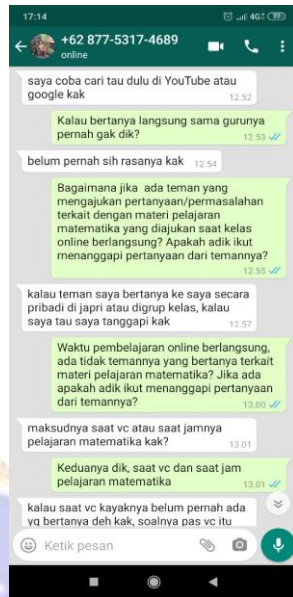 17:14
4G 39
+62 877-5317-4689
online
saya coba cari tau dulu di YouTube atau
google kak
12.52
Kalau bertanya langsung sama gurunya
pernah gak dik?
12.53
belum pernah sih rasanya kak
12.54
Bagaimana jika ada teman yang
mengajukan pertanyaan/permasalahan
terkait dengan materi pelajaran
matematika yang diajukan saat kelas
online berlangsung? Apakah adik ikut
menanggapi pertanyaan dari temannya?
12.55
kalau teman saya bertanya ke saya secara
pribadi di japri atau digrup kelas, kalau
saya tau saya tanggapi kak
12.57
Waktu pembelajaran online berlangsung,
ada tidak temannya yang bertanya terkait
materi pelajaran matematika? Jika ada
apakah adik ikut menanggapi pertanyaan
dari temannya?
13.00
maksudnya saat vc atau saat jamnya
pelajaran matematika kak?
13.01
Keduanya dik, saat vc dan saat jam
pelajaran matematika
13.01
kalau saat vc kayaknya belum pernah ada
yg bertanya deh kak, soalnya pas vc itu
Ketik pesan